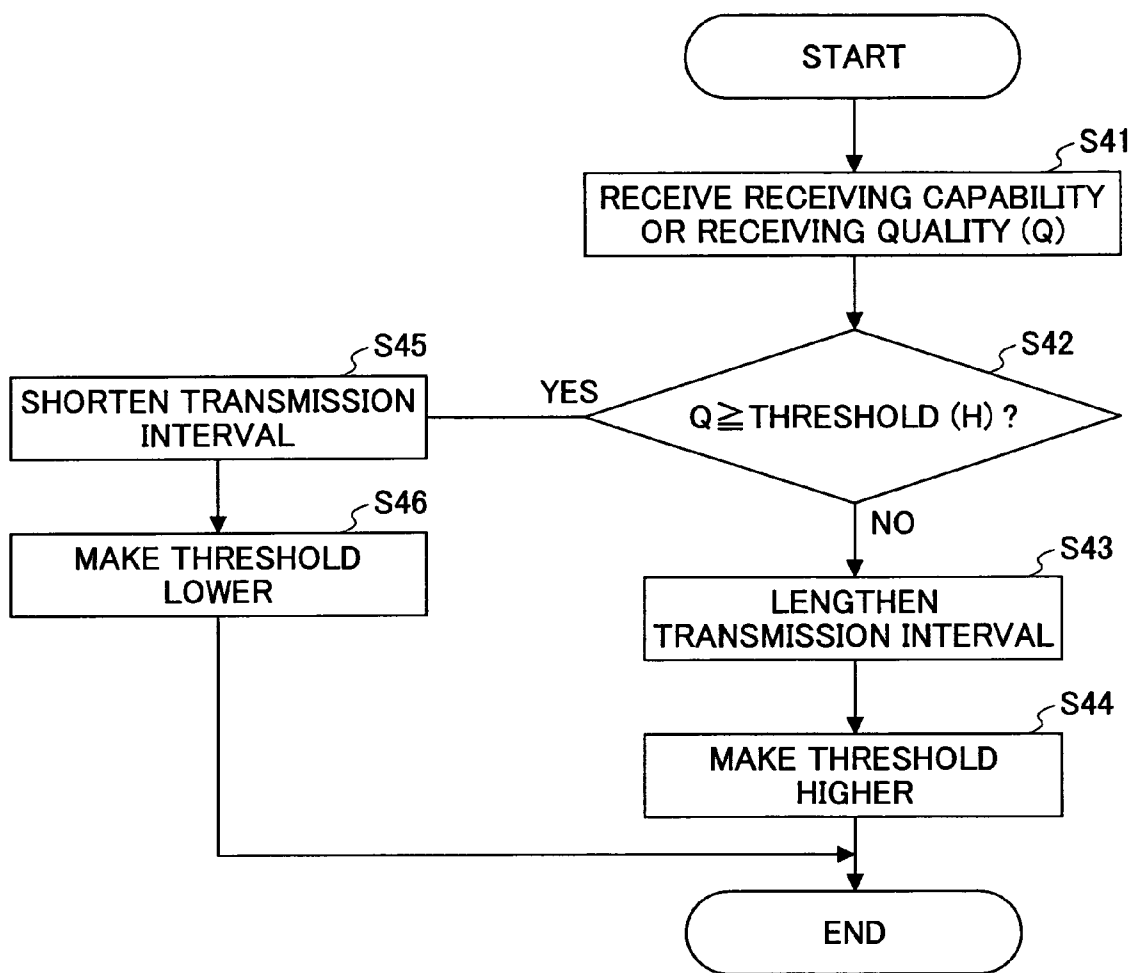 START
S41
RECEIVE RECEIVING CAPABILITY
OR RECEIVING QUALITY (Q)
S42
Q≧THRESHOLD (H) ?
YES
NO
S45
SHORTEN TRANSMISSION
INTERVAL
S46
MAKE THRESHOLD
LOWER
S43
LENGTHEN
TRANSMISSION INTERVAL
S44
MAKE THRESHOLD
HIGHER
END